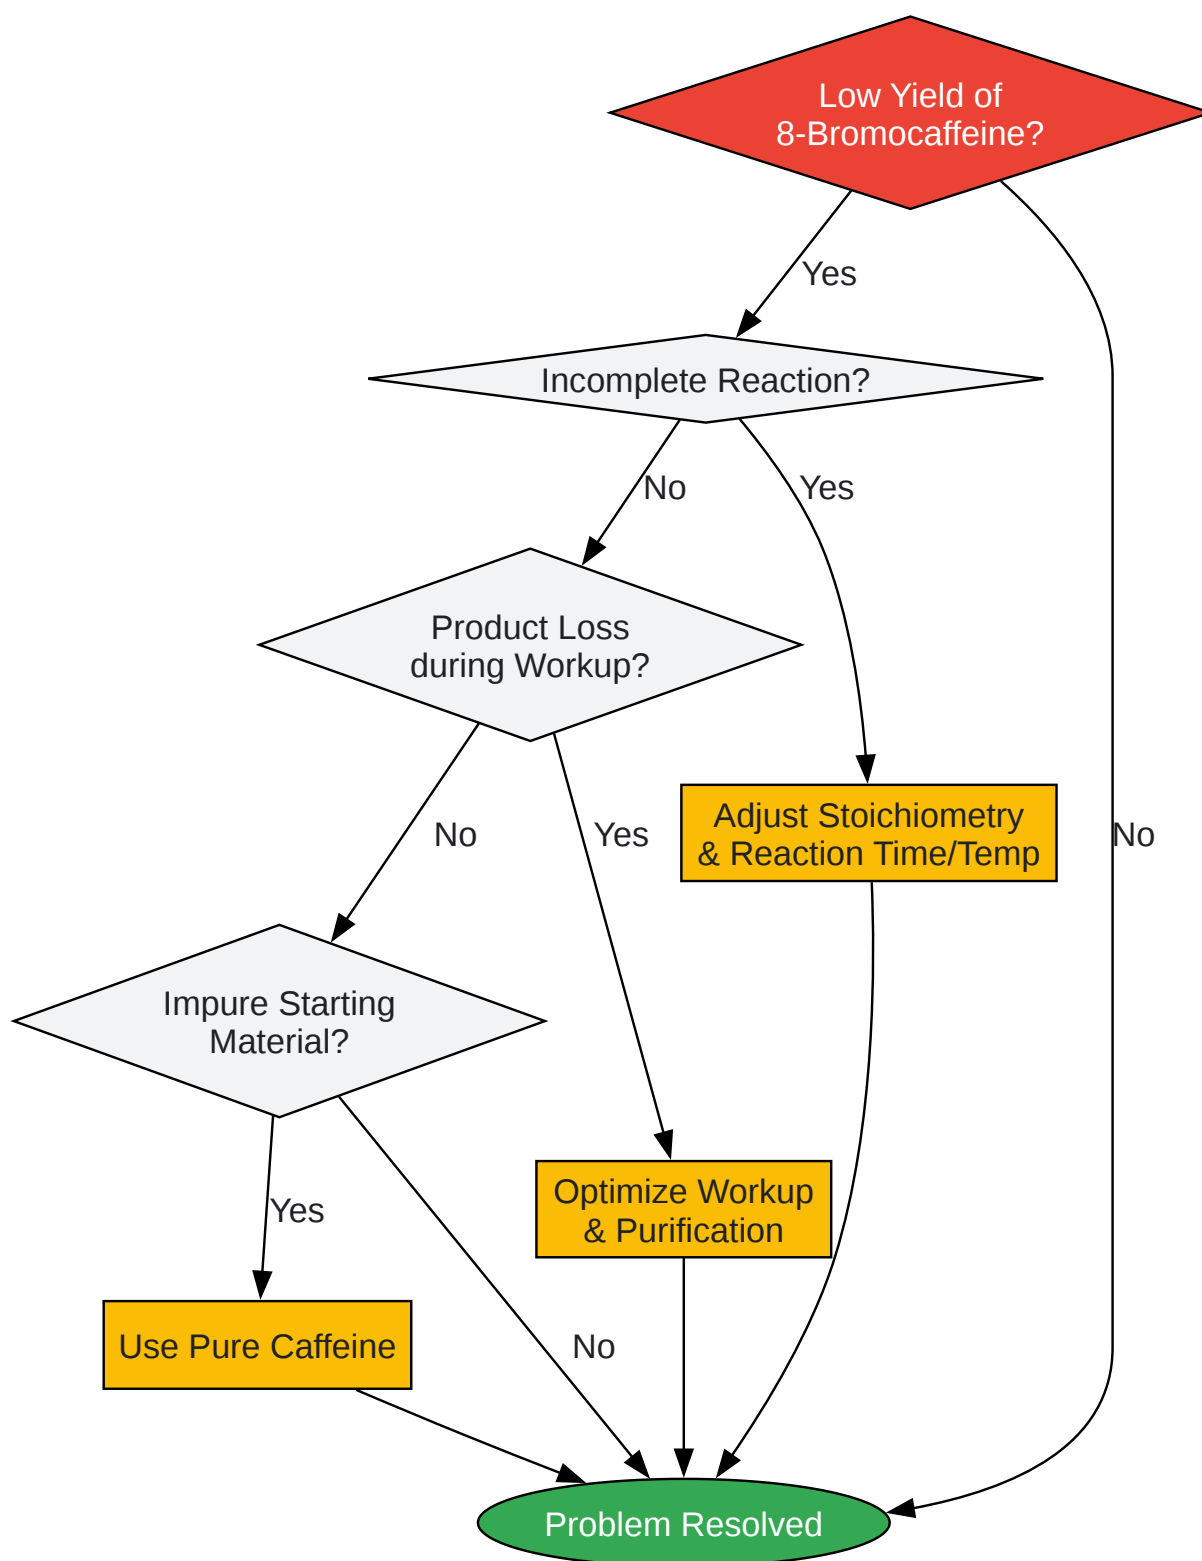 Low Yield of
8-Bromocaffeine?
Yes
Incomplete Reaction?
No
Yes
Product Loss
during Workup?
No
Yes
Adjust Stoichiometry
& Reaction Time/Temp
No
Impure Starting
Material?
Optimize Workup
& Purification
Yes
Use Pure Caffeine
No
Problem Resolved